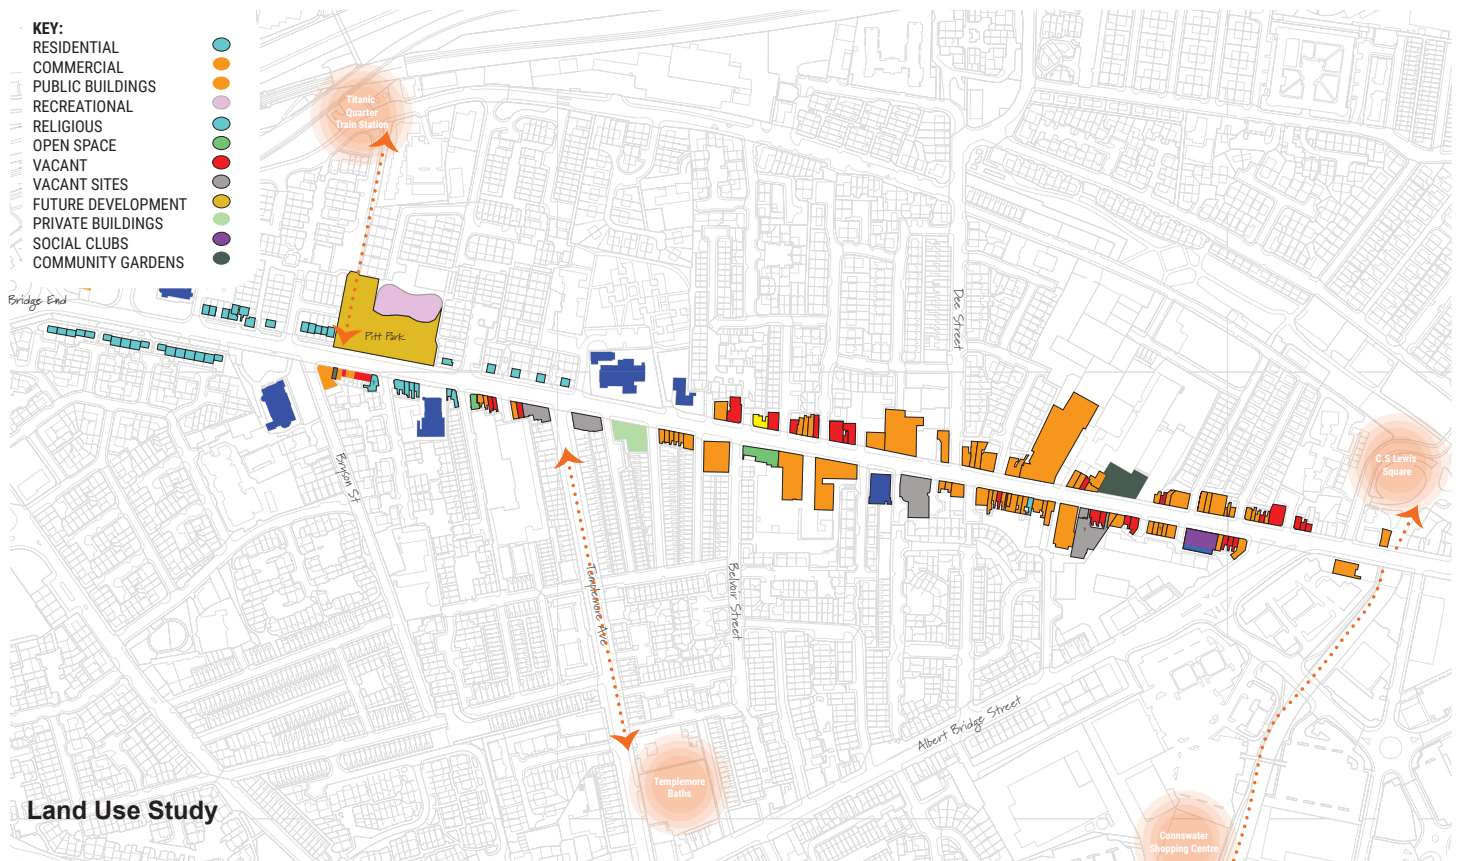 KEY:
RESIDENTIAL
COMMERCIAL
PUBLIC BUILDINGS
RECREATIONAL
RELIGIOUS
OPEN SPACE
VACANT
VACANT SITES
FUTURE DEVELOPMENT
PRIVATE BUILDINGS
SOCIAL CLUBS
COMMUNITY GARDENS
Titanic
Quarter
Train Station
Bridge End
Pitt Park
Dee Street
Bryson St
C.S Lewis
Square
Templemore Ave
Belvoir Street
Albert Bridge Street
Templemore
Baths
Connswater
Shopping Centre
Land Use Study